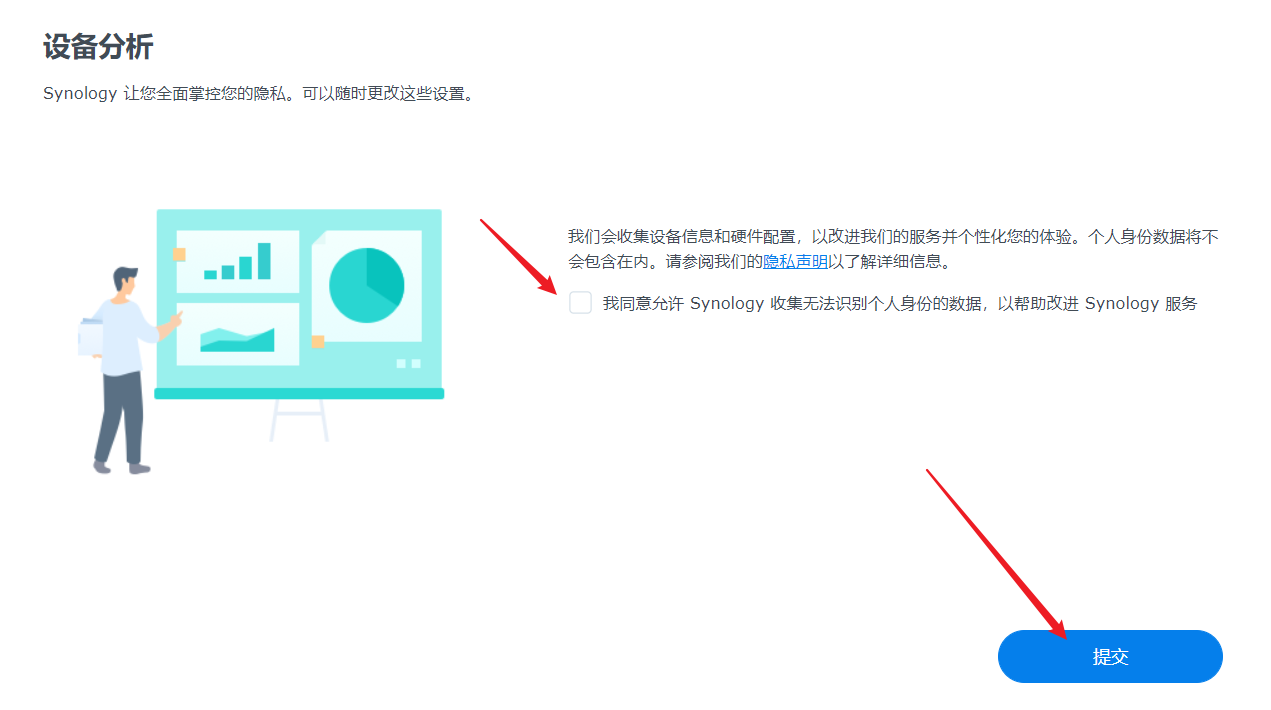 设备分析
Synology 让您全面掌控您的隐私。可以随时更改这些设置。
我们会收集设备信息和硬件配置，以改进我们的服务并个性化您的体验。个人身份数据将不
会包含在内。请参阅我们的隐私声明以了解详细信息。
我同意允许 Synology 收集无法识别个人身份的数据，以帮助改进 Synology 服务
提交